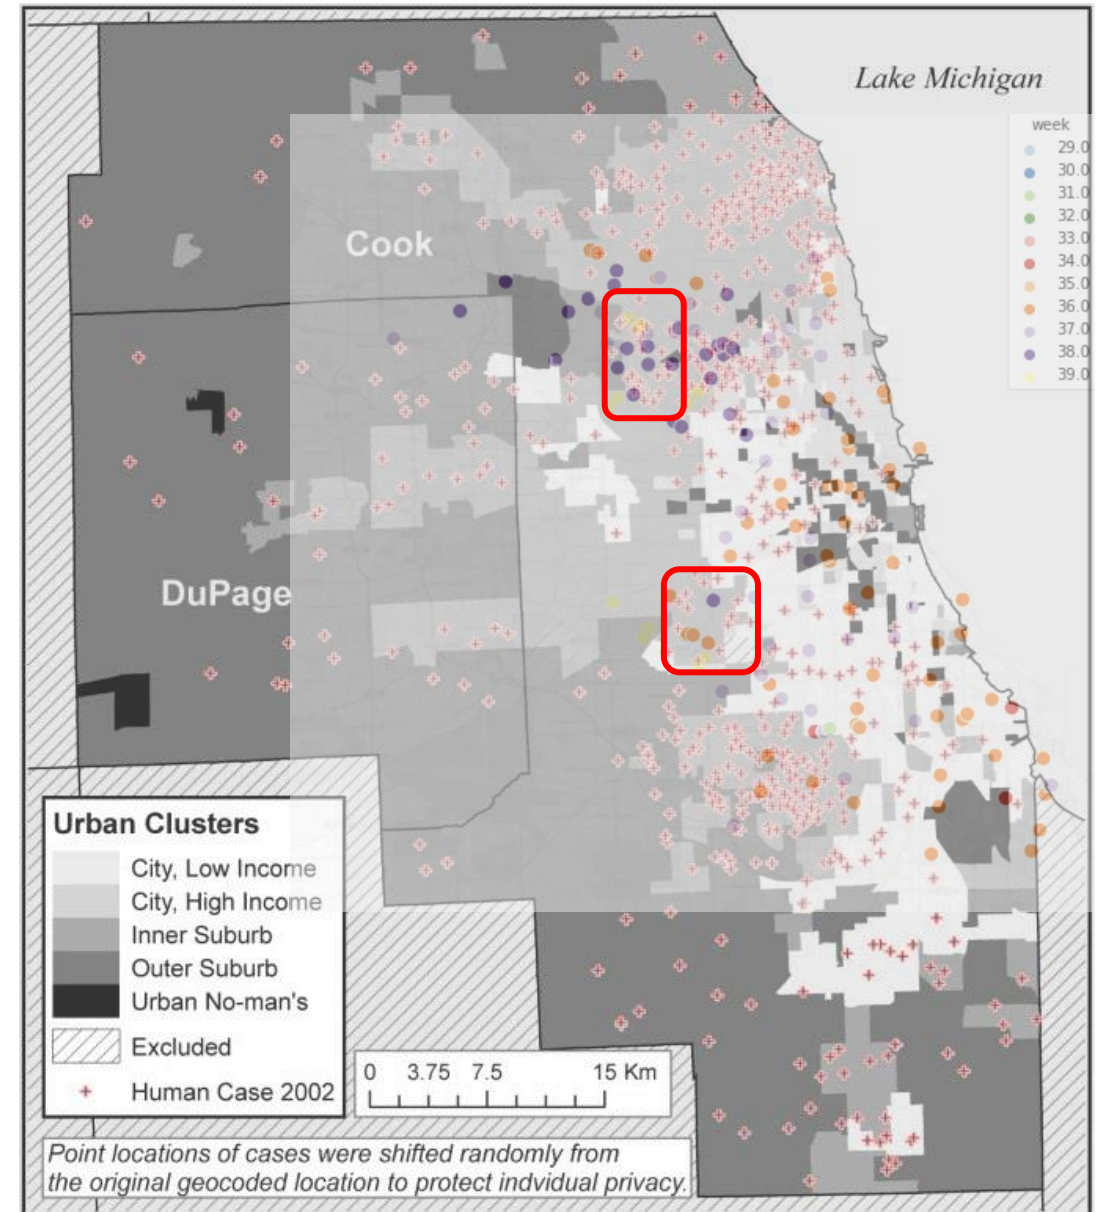 Lake Michigan
week
29.0
30.0
31.0
32.0
33.0
34.0
35.0
36.0
37.0
38.0
39.0
Cook
DuPage
Urban Clusters
City, Low Income
City, High Income
Inner Suburb
Outer Suburb
Urban No-man's
Excluded
Human Case 2002
0 3.75 7.5 15 Km
Point locations of cases were shifted randomly from
the original geocoded location to protect indvidual privacy.